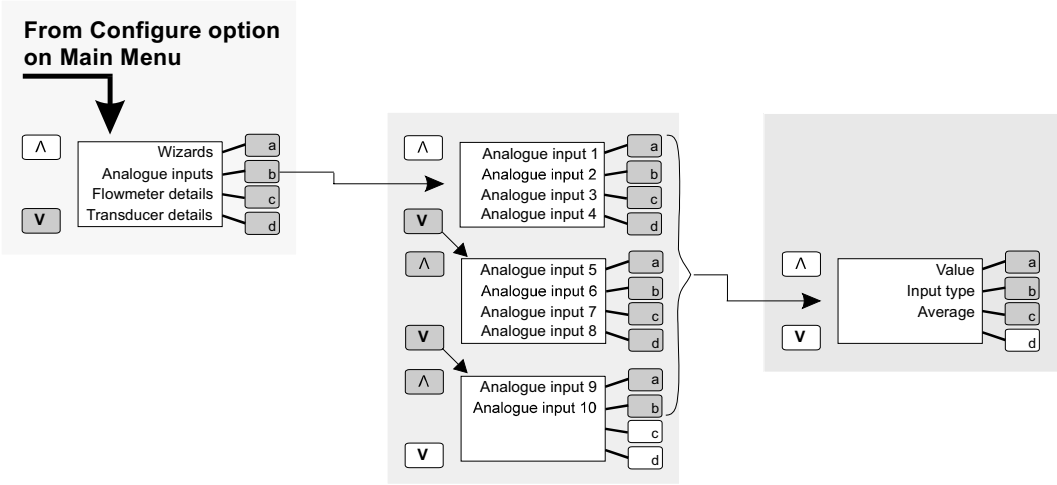 From Configure option
on Main Menu
Λ
V
Wizards a
Analogue inputs b
Flowmeter details c
Transducer details d
Λ
V
Analogue input 1 a
Analogue input 2 b
Analogue input 3 c
Analogue input 4 d
Λ
V
Analogue input 5 a
Analogue input 6 b
Analogue input 7 c
Analogue input 8 d
Λ
V
Analogue input 9 a
Analogue input 10 b
c
d
Λ
V
Value a
Input type b
Average c
d